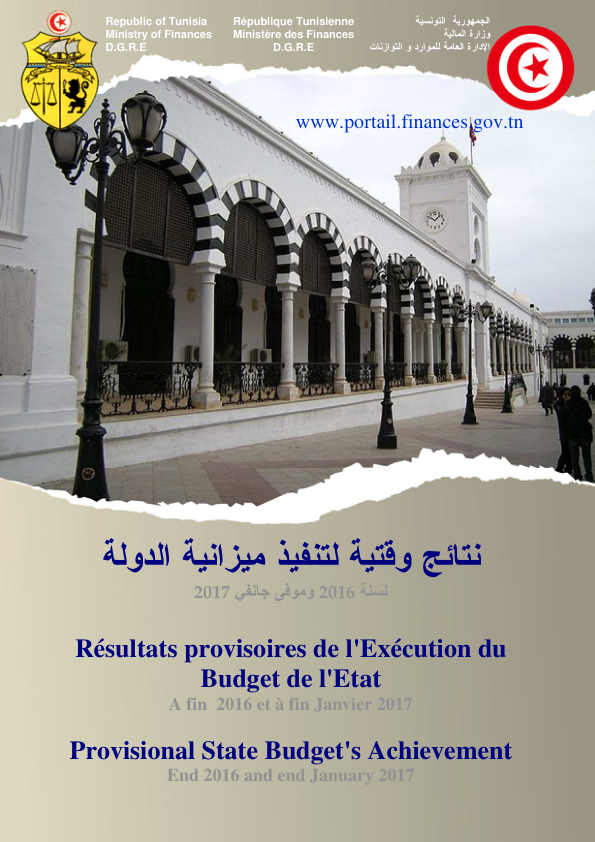 Republic of Tunisia
Ministry of Finances
D.G.R.E
République Tunisienne
Ministère des Finances
D.G.R.E
الجمهورية التونسية
وزارة المالية
الادارة العامة للموارد و التوازنات
www.portail.finances.gov.tn
نتائج وقتية لتنفيذ ميزانية الدولة
لسنة 2016 وموفى جانفي 2017
Résultats provisoires de l'Exécution du
Budget de l'Etat
A fin 2016 et à fin Janvier 2017
Provisional State Budget's Achievement
End 2016 and end January 2017